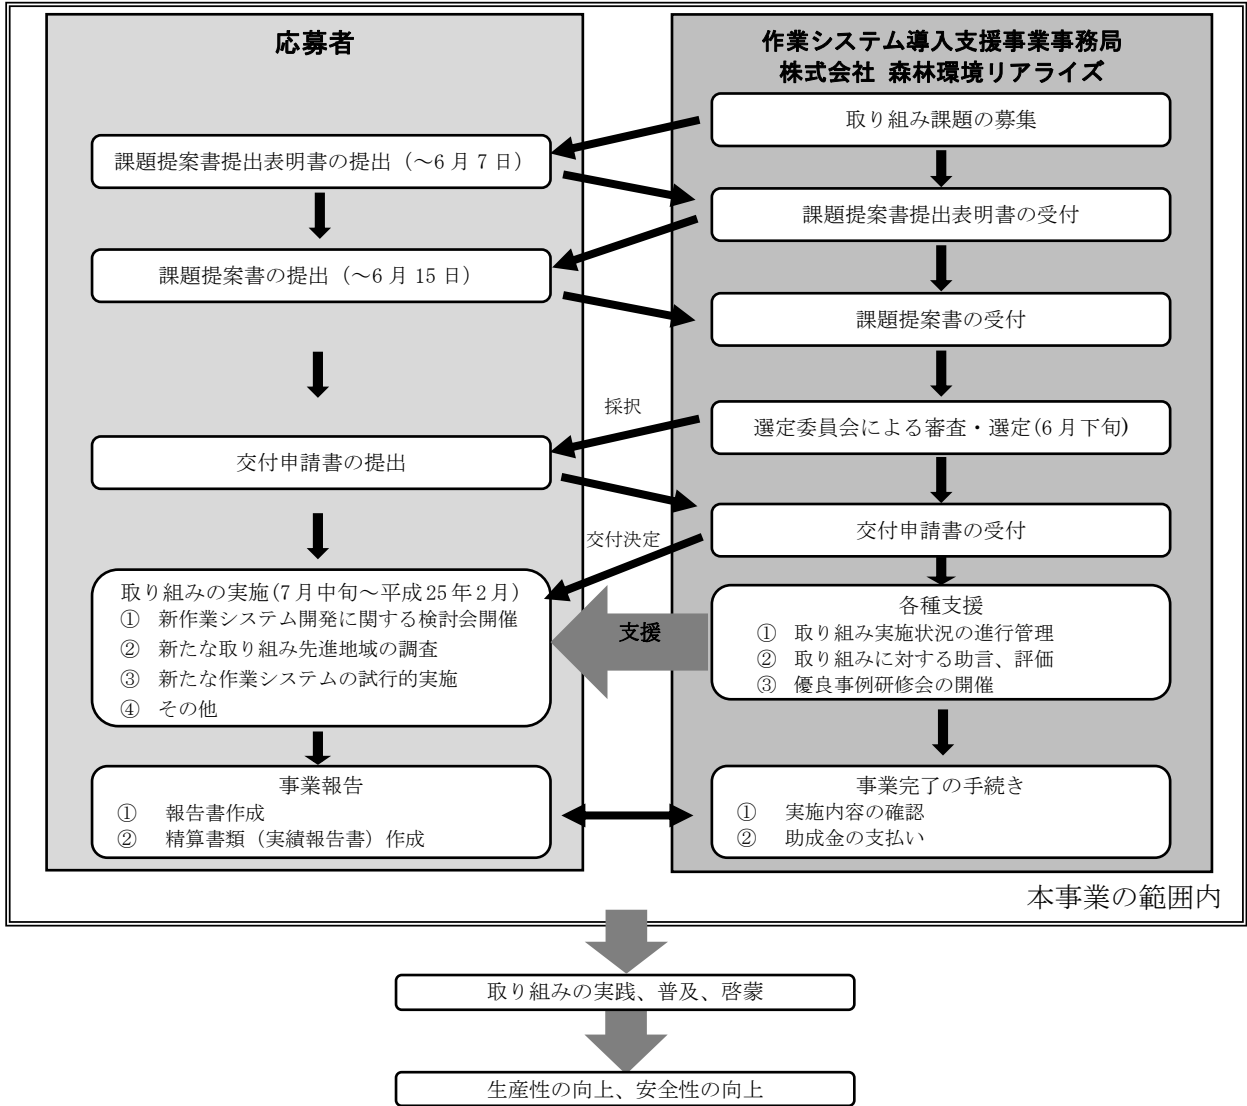 応募者
課題提案書提出表明書の提出（～6 月 7 日）
課題提案書の提出（～6 月 15 日）
交付申請書の提出
取り組みの実施(7 月中旬～平成 25 年 2 月)
① 新作業システム開発に関する検討会開催
② 新たな取り組み先進地域の調査
③ 新たな作業システムの試行的実施
④ その他
事業報告
① 報告書作成
② 精算書類（実績報告書）作成
採択
交付決定
支援
作業システム導入支援事業事務局
株式会社 森林環境リアライズ
取り組み課題の募集
課題提案書提出表明書の受付
課題提案書の受付
選定委員会による審査・選定(6 月下旬)
交付申請書の受付
各種支援
① 取り組み実施状況の進行管理
② 取り組みに対する助言、評価
③ 優良事例研修会の開催
事業完了の手続き
① 実施内容の確認
② 助成金の支払い
本事業の範囲内
取り組みの実践、普及、啓蒙
生産性の向上、安全性の向上